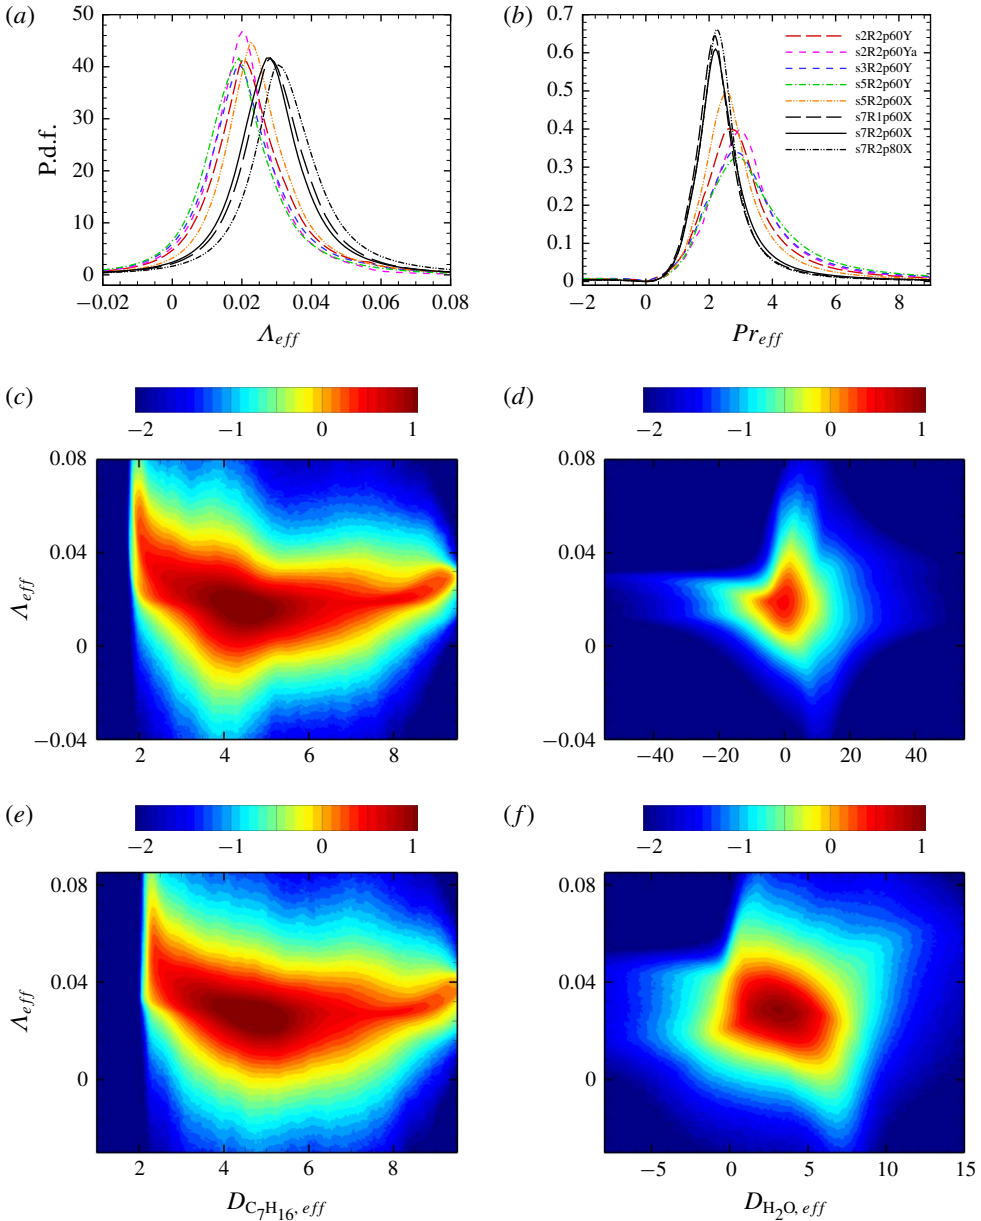 (a)
50
40
30
20
10
0
P.d.f.
−0.02 0 0.02 0.04 0.06 0.08
Λeff
(b)
0.7
0.6
0.5
0.4
0.3
0.2
0.1
0
s2R2p60Y
s2R2p60Ya
s3R2p60Y
s5R2p60Y
s5R2p60X
s7R1p60X
s7R2p60X
s7R2p80X
−2 0 2 4 6 8
Preff
(c)
−2 −1 0 1
0.08
0.04
0
−0.04
Λeff
2 4 6 8
(d)
−2 −1 0 1
0.08
0.04
0
−0.04
−40 −20 0 20 40
(e)
−2 −1 0 1
0.08
0.04
0
Λeff
2 4 6 8
DC7H16, eff
(f)
−2 −1 0 1
0.08
0.04
0
−5 0 5 10 15
DH2O, eff